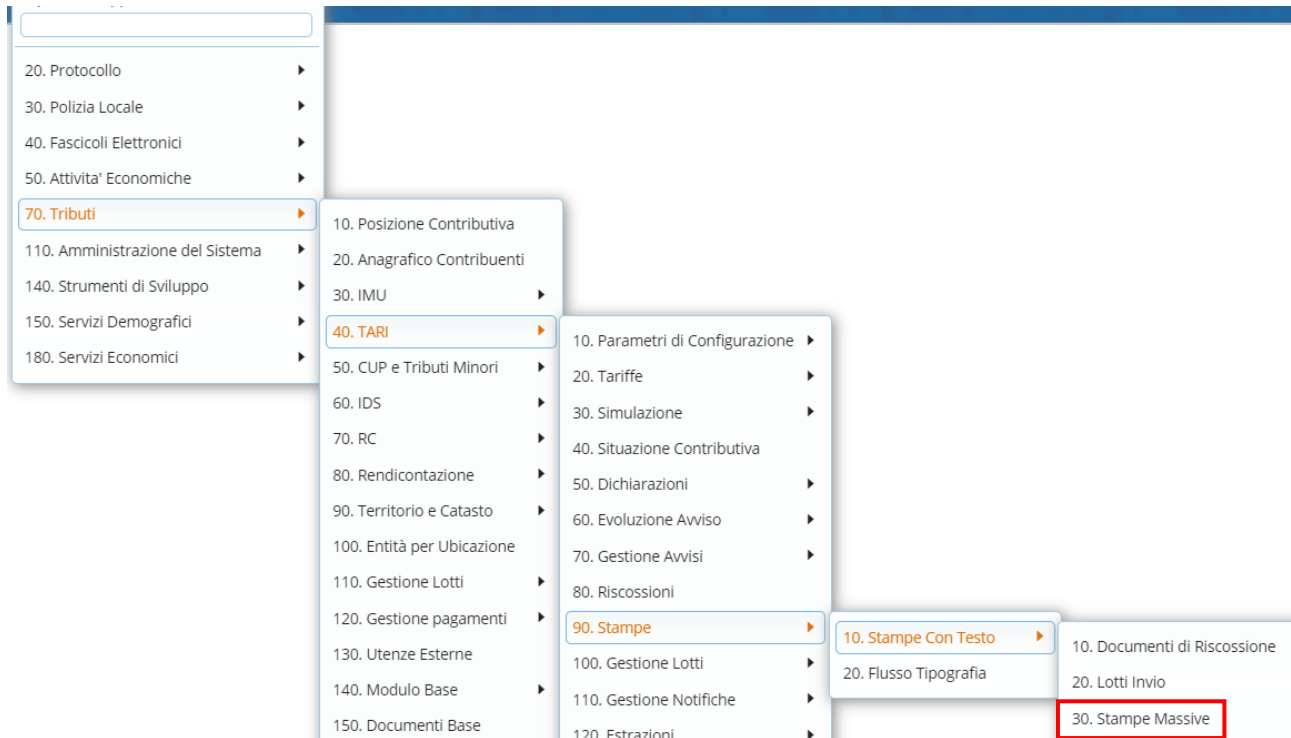 20. Protocollo
30. Polizia Locale
40. Fascicoli Elettronici
50. Attivita' Economiche
70. Tributi
110. Amministrazione del Sistema
140. Strumenti di Sviluppo
150. Servizi Demografici
180. Servizi Economici
10. Posizione Contributiva
20. Anagrafico Contribuenti
30. IMU
40. TARI
50. CUP e Tributi Minori
60. IDS
70. RC
80. Rendicontazione
90. Territorio e Catasto
100. Entità per Ubicazione
110. Gestione Lotti
120. Gestione pagamenti
130. Utenze Esterne
140. Modulo Base
150. Documenti Base
10. Parametri di Configurazione
20. Tariffe
30. Simulazione
40. Situazione Contributiva
50. Dichiarazioni
60. Evoluzione Avviso
70. Gestione Avvisi
80. Riscossioni
90. Stampe
100. Gestione Lotti
110. Gestione Notifiche
120. Estrazioni
10. Stampe Con Testo
20. Flusso Tipografia
10. Documenti di Riscossione
20. Lotti Invio
30. Stampe Massive